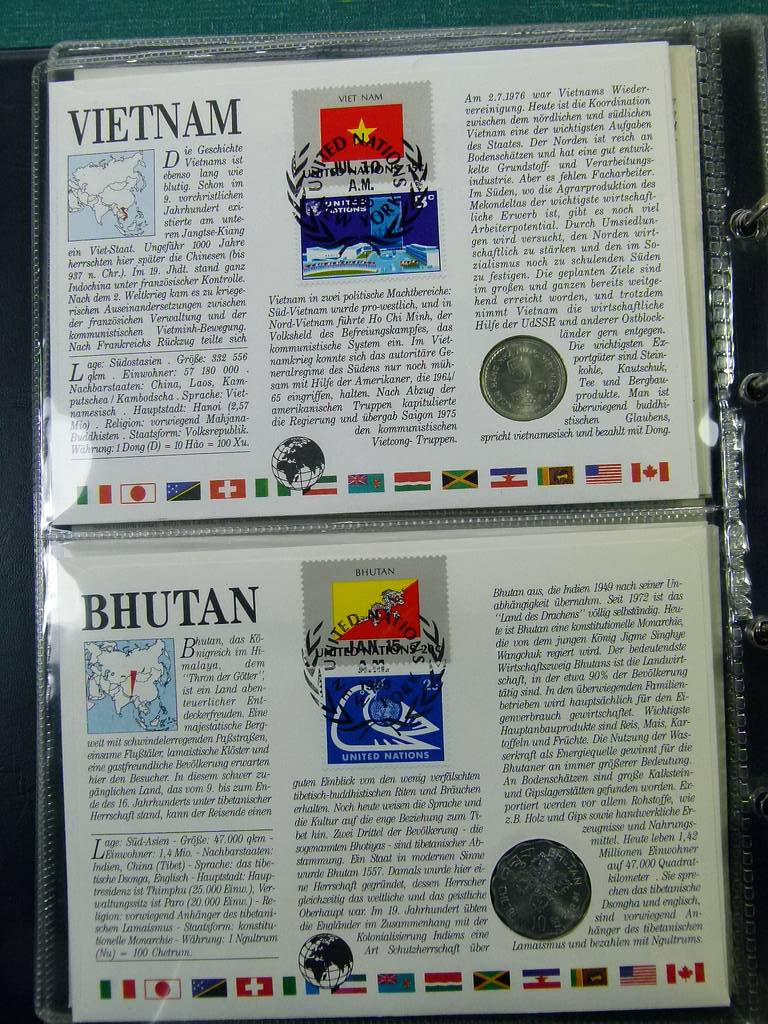 VIETNAM
Die Geschichte
Vietnams ist
ebenso lang wie
blutig. Schon im
9. vorchristlichen
Jahrhundert exi-
stierte am unte-
ren Jangtse-Kiang
ein Viet-Staat. Ungefähr 1000 Jahre
herrschten hier später die Chinesen (bis
937 n. Chr.). Im 19. Jhdt. stand ganz
Indochina unter französischer Kontrolle.
Nach dem 2. Weltkrieg kam es zu kriege-
rischen Auseinandersetzungen zwischen
der französichen Verwaltung und der
kommunistischen Vietminh-Bewegung.
Nach Frankreichs Rückzug teilte sich
Lage: Südostasien . Größe: 332 556
qkm . Einwohner: 57 180 000 .
Nachbarstaaten: China, Laos, Kam-
putschea / Kambodscha . Sprache: Viet-
namesisch . Hauptstadt: Hanoi (2,57
Mio) . Religion: vorwiegend Mahjana-
Buddhisten . Staatsform: Volksrepublik.
Währung: 1 Dong (D) = 10 Hào = 100 Xu.
VIET NAM
UNITED NATIONS
JUL 10
UNITED NATIONS
A.M.
UNITED
NATIONS
Vietnam in zwei politische Machtbereiche:
Süd-Vietnam wurde pro-westlich, und in
Nord-Vietnam führte Ho Chi Minh, der
Volksheld des Befreiungskampfes, das
kommunistische System ein. Im Viet-
namkrieg konnte sich das autoritäre Ge-
neralregime des Südens nur noch müh-
sam mit Hilfe der Amerikaner, die 1964/
65 eingriffen, halten. Nach Abzug der
amerikanischen Truppen kapitulierte
die Regierung und übergab Saigon 1975
den kommunistischen
Vietcong- Truppen.
Am 2.7.1976 war Vietnams Wieder-
vereinigung. Heute ist die Koordination
zwischen dem nördlichen und südlichen
Vietnam eine der wichtigsten Aufgaben
des Staates. Der Norden ist reich an
Bodenschätzen und hat eine gut entwik-
kelte Grundstoff- und Verarbeitungs-
industrie. Aber es fehlen Facharbeiter.
Im Süden, wo die Agrarproduktion des
Mekondeltas der wichtigste wirtschaft-
liche Erwerb ist, gibt es noch viel
Arbeiterpotential. Durch Umsiedlun-
gen wird versucht, den Norden wirt-
schaftlich zu stärken und den im So-
zialismus noch zu schulenden Süden
zu festigen. Die geplanten Ziele sind
im großen und ganzen bereits weitge-
hend erreicht worden, und trotzdem
nimmt Vietnam die wirtschaftliche
Hilfe der UdSSR und anderer Ostblock-
länder gern entgegen.
Die wichtigsten Ex-
portgüter sind Stein-
kohle, Kautschuk,
Tee und Bergbau-
produkte. Man ist
überwiegend buddhi-
stischen Glaubens,
spricht vietnamesisch und bezahlt mit Dong.
BHUTAN
Bhutan, das Kö-
nigreich im Hi-
malaya, dem
"Thron der Götter",
ist ein Land aben-
teuerlicher Ent-
deckerfreuden. Eine
majestätische Berg-
welt mit schwindelerregenden Paßstraßen,
einsame Flußtäler, lamaistische Klöster und
eine gastfreundliche Bevölkerung erwarten
hier den Besucher. In diesem schwer zu-
gänglichen Land, das vom 9. bis zum En-
de des 16. Jahrhunderts unter tibetanischer
Herrschaft stand, kann der Reisende einen
Lage: Süd-Asien - Größe: 47.000 qkm -
Einwohner: 1,4 Mio. - Nachbarstaaten:
Indien, China (Tibet) - Sprache: das tibe-
tische Dsonga, Englisch - Hauptstadt: Haup-
tresidenz ist Thimphu (25.000 Einw.), Ver-
waltungssitz ist Paro (20.000 Einw.) - Re-
ligion: vorwiegend Anhänger des tibetani-
schen Lamaismus - Staatsform: konstitu-
tionelle Monarchie - Währung: 1 Ngultrum
(Nu) = 100 Chetrum.
BHUTAN
UNITED NATIONS
UNITED NATIONS 20c
A.M.
UNITED NATIONS
guten Einblick von den wenig verfälschten
tibetisch-buddhistischen Riten und Bräuchen
erhalten. Noch heute weisen die Sprache und
die Kultur auf die enge Beziehung zum Ti-
bet hin. Zwei Drittel der Bevölkerung - die
sogenannten Bhotiyas - sind tibetanischer Ab-
stammung. Ein Staat in modernem Sinne
wurde Bhutan 1557. Damals wurde hier ei-
ne Herrschaft gegründet, dessen Herrscher
gleichzeitig das weltliche und das geistliche
Oberhaupt war. Im 19. Jahrhundert übten
die Engländer im Zusammenhang mit der
Kolonialisierung Indiens eine
Art Schutzherrschaft über
Bhutan aus, die Indien 1949 nach seiner Un-
abhängigkeit übernahm. Seit 1972 ist das
"Land des Drachens" völlig selbständig. Heu-
te ist Bhutan eine konstitutionelle Monarchie,
die von dem jungen König Jigme Singhye
Wangchuk regiert wird. Der bedeutendste
Wirtschaftszweig Bhutans ist die Landwirt-
schaft, in der etwa 90% der Bevölkerung
tätig sind. In den überwiegenden Familien-
betrieben wird hauptsächlich für den Ei-
genverbrauch gewirtschaftet. Wichtigste
Hauptanbauprodukte sind Reis, Mais, Kar-
toffeln und Früchte. Die Nutzung der Was-
serkraft als Energiequelle gewinnt für die
Bhutaner an immer größerer Bedeutung.
An Bodenschätzen sind große Kalkstein-
und Gipslagerstätten gefunden worden. Ex-
portiert werden vor allem Rohstoffe, wie
z.B. Holz und Gips sowie handwerkliche Er-
zeugnisse und Nahrungs-
mittel. Heute leben 1,42
Millionen Einwohner
auf 47.000 Quadrat-
kilometer . Sie spre-
chen das tibetanische
Dsongha und englisch,
sind vorwiegend An-
hänger des tibetanischen
Lamaismus und bezahlen mit Ngultrums.